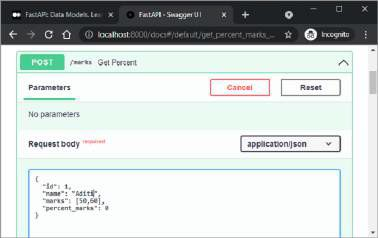 FastAPI: Data Models. Lea
FastAPI - Swagger UI
localhost:8000/docs#/default/get_percent_marks_...
Incognito
POST /marks Get Percent
Parameters
Cancel
Reset
No parameters
Request body required
application/json
{
"id": 1,
"name": "Aditi",
"marks": [50,60],
"percent_marks": 0
}